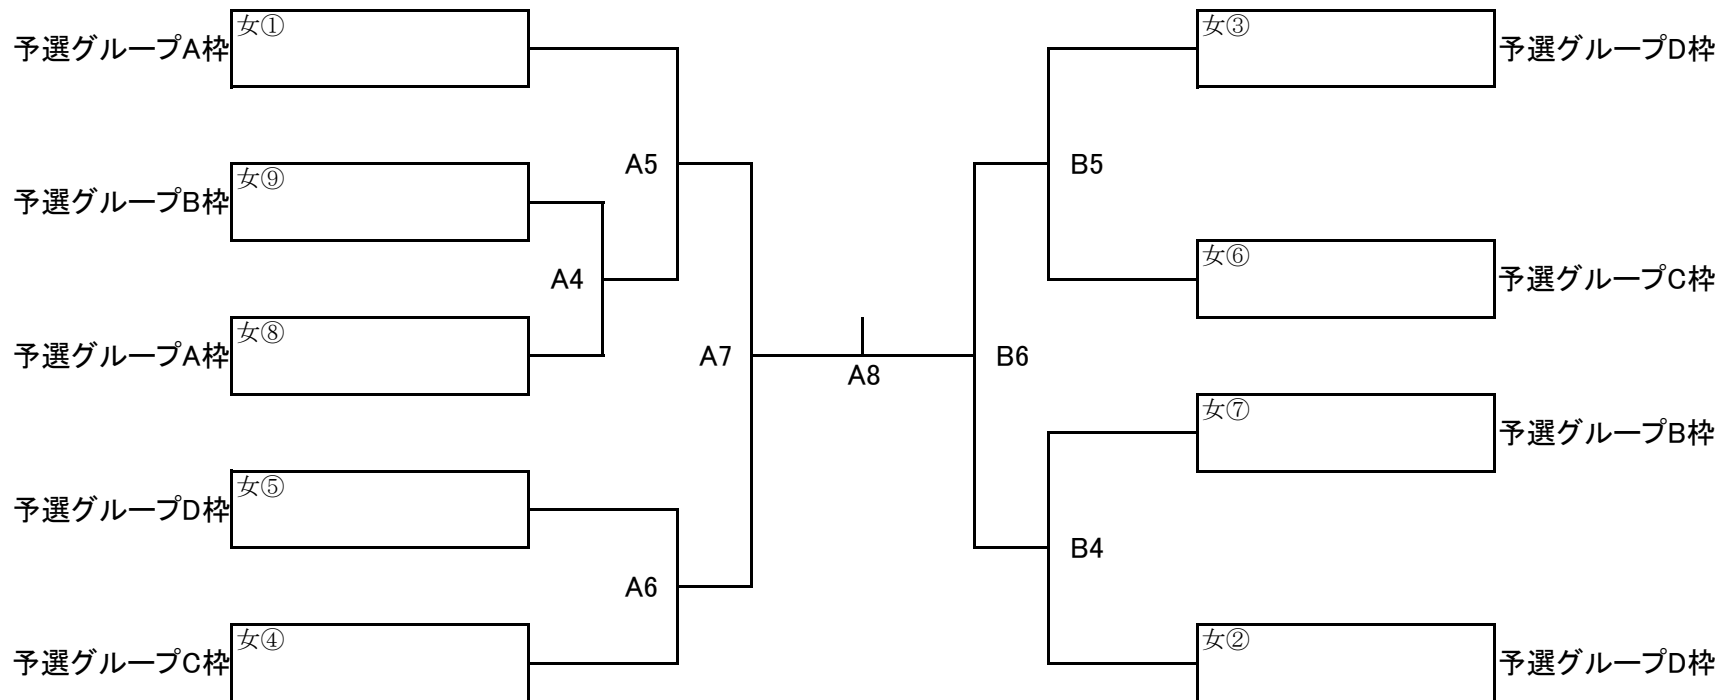 女①
予選グループA枠
女③
予選グループD枠
A5
B5
女⑨
予選グループB枠
女⑥
予選グループC枠
A4
女⑧
予選グループA枠
A7
A8
B6
女⑦
予選グループB枠
女⑤
予選グループD枠
B4
A6
女④
予選グループC枠
女②
予選グループD枠